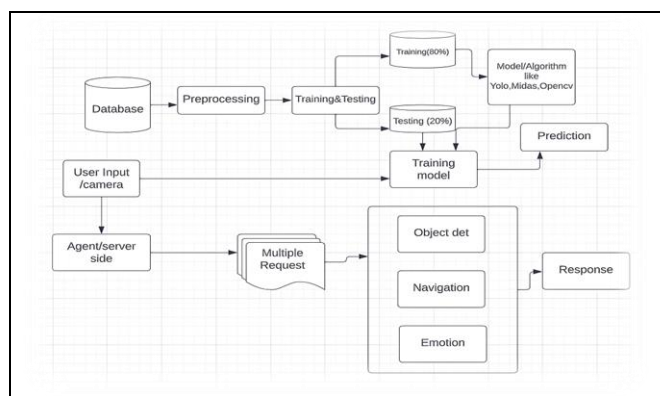 Database
Preprocessing
Training&Testing
Training(80%)
Testing (20%)
Model/Algorithm
like
Yolo,Midas,Opencv
Prediction
Training
model
User Input
/camera
Agent/server
side
Multiple
Request
Object det
Navigation
Emotion
Response